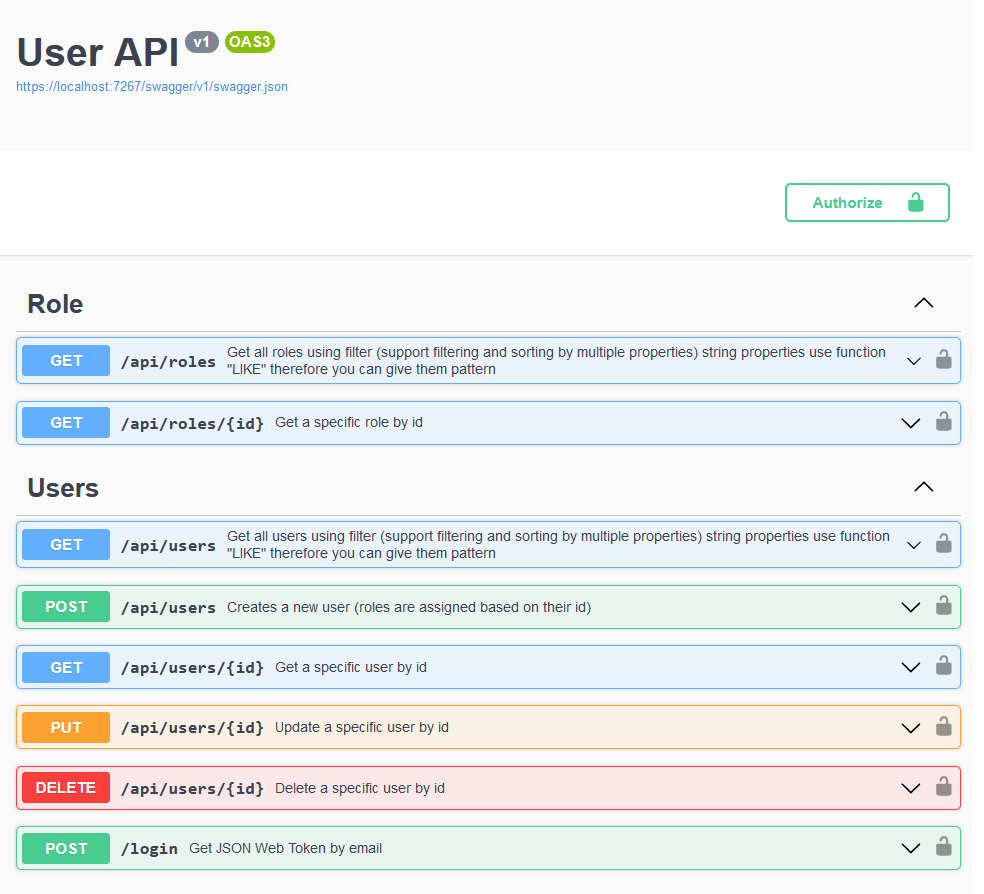 User API v1 OAS3
https://localhost:7267/swagger/v1/swagger.json
Authorize
Role
GET /api/roles Get all roles using filter (support filtering and sorting by multiple properties) string properties use function
"LIKE" therefore you can give them pattern
GET /api/roles/{id} Get a specific role by id
Users
GET /api/users Get all users using filter (support filtering and sorting by multiple properties) string properties use function
"LIKE" therefore you can give them pattern
POST /api/users Creates a new user (roles are assigned based on their id)
GET /api/users/{id} Get a specific user by id
PUT /api/users/{id} Update a specific user by id
DELETE /api/users/{id} Delete a specific user by id
POST /login Get JSON Web Token by email